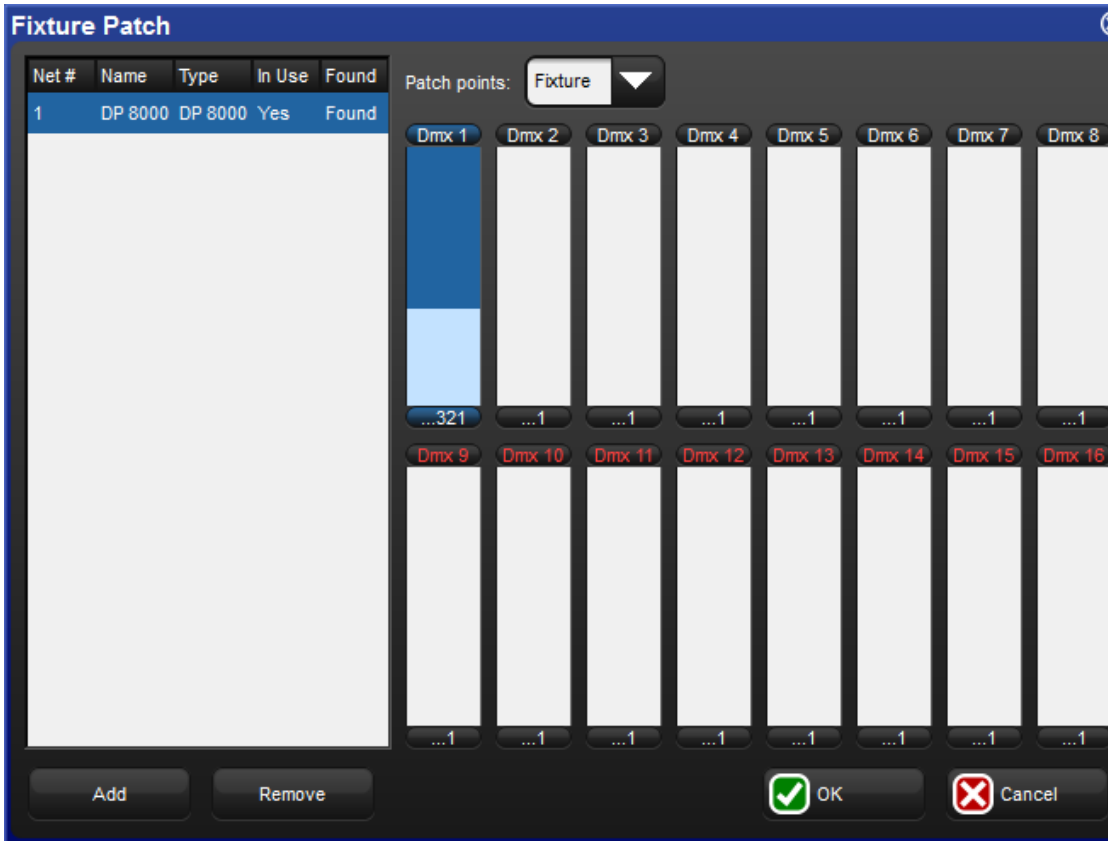 Fixture Patch
Net # Name Type In Use Found
1 DP 8000 DP 8000 Yes Found
Patch points: Fixture
Dmx 1 Dmx 2 Dmx 3 Dmx 4 Dmx 5 Dmx 6 Dmx 7 Dmx 8
...321 ...1 ...1 ...1 ...1 ...1 ...1 ...1
Dmx 9 Dmx 10 Dmx 11 Dmx 12 Dmx 13 Dmx 14 Dmx 15 Dmx 16
...1 ...1 ...1 ...1 ...1 ...1 ...1 ...1
Add Remove OK Cancel